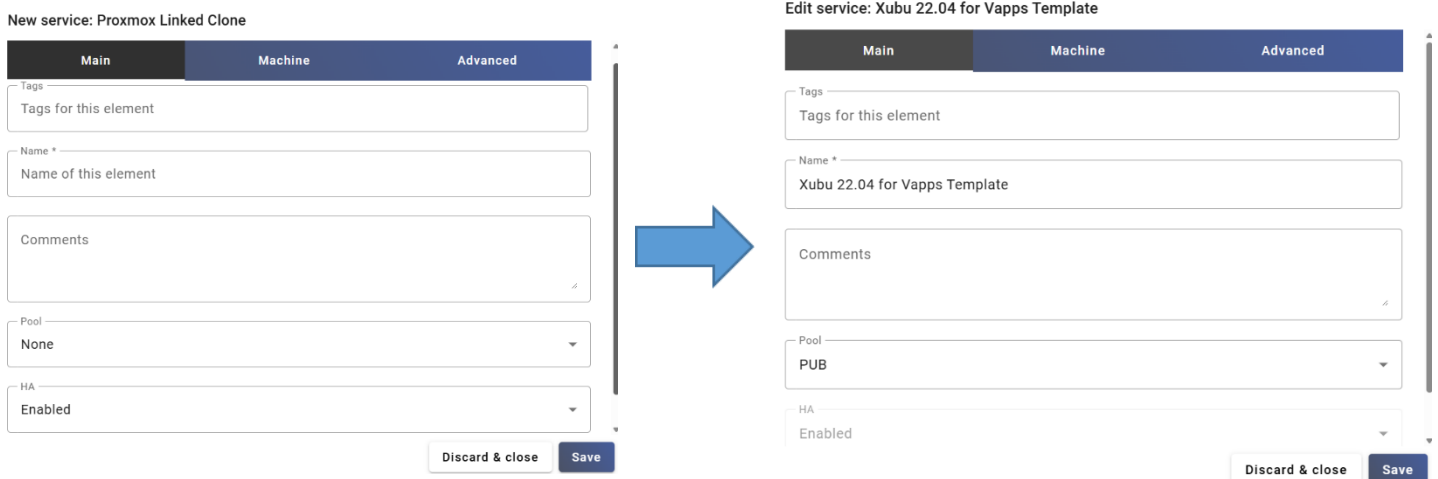 New service: Proxmox Linked Clone
Main Machine Advanced
Tags
Tags for this element
Name *
Name of this element
Comments
Pool
None
HA
Enabled
Discard & close Save
Edit service: Xubu 22.04 for Vapps Template
Main Machine Advanced
Tags
Tags for this element
Name *
Xubu 22.04 for Vapps Template
Comments
Pool
PUB
HA
Enabled
Discard & close Save